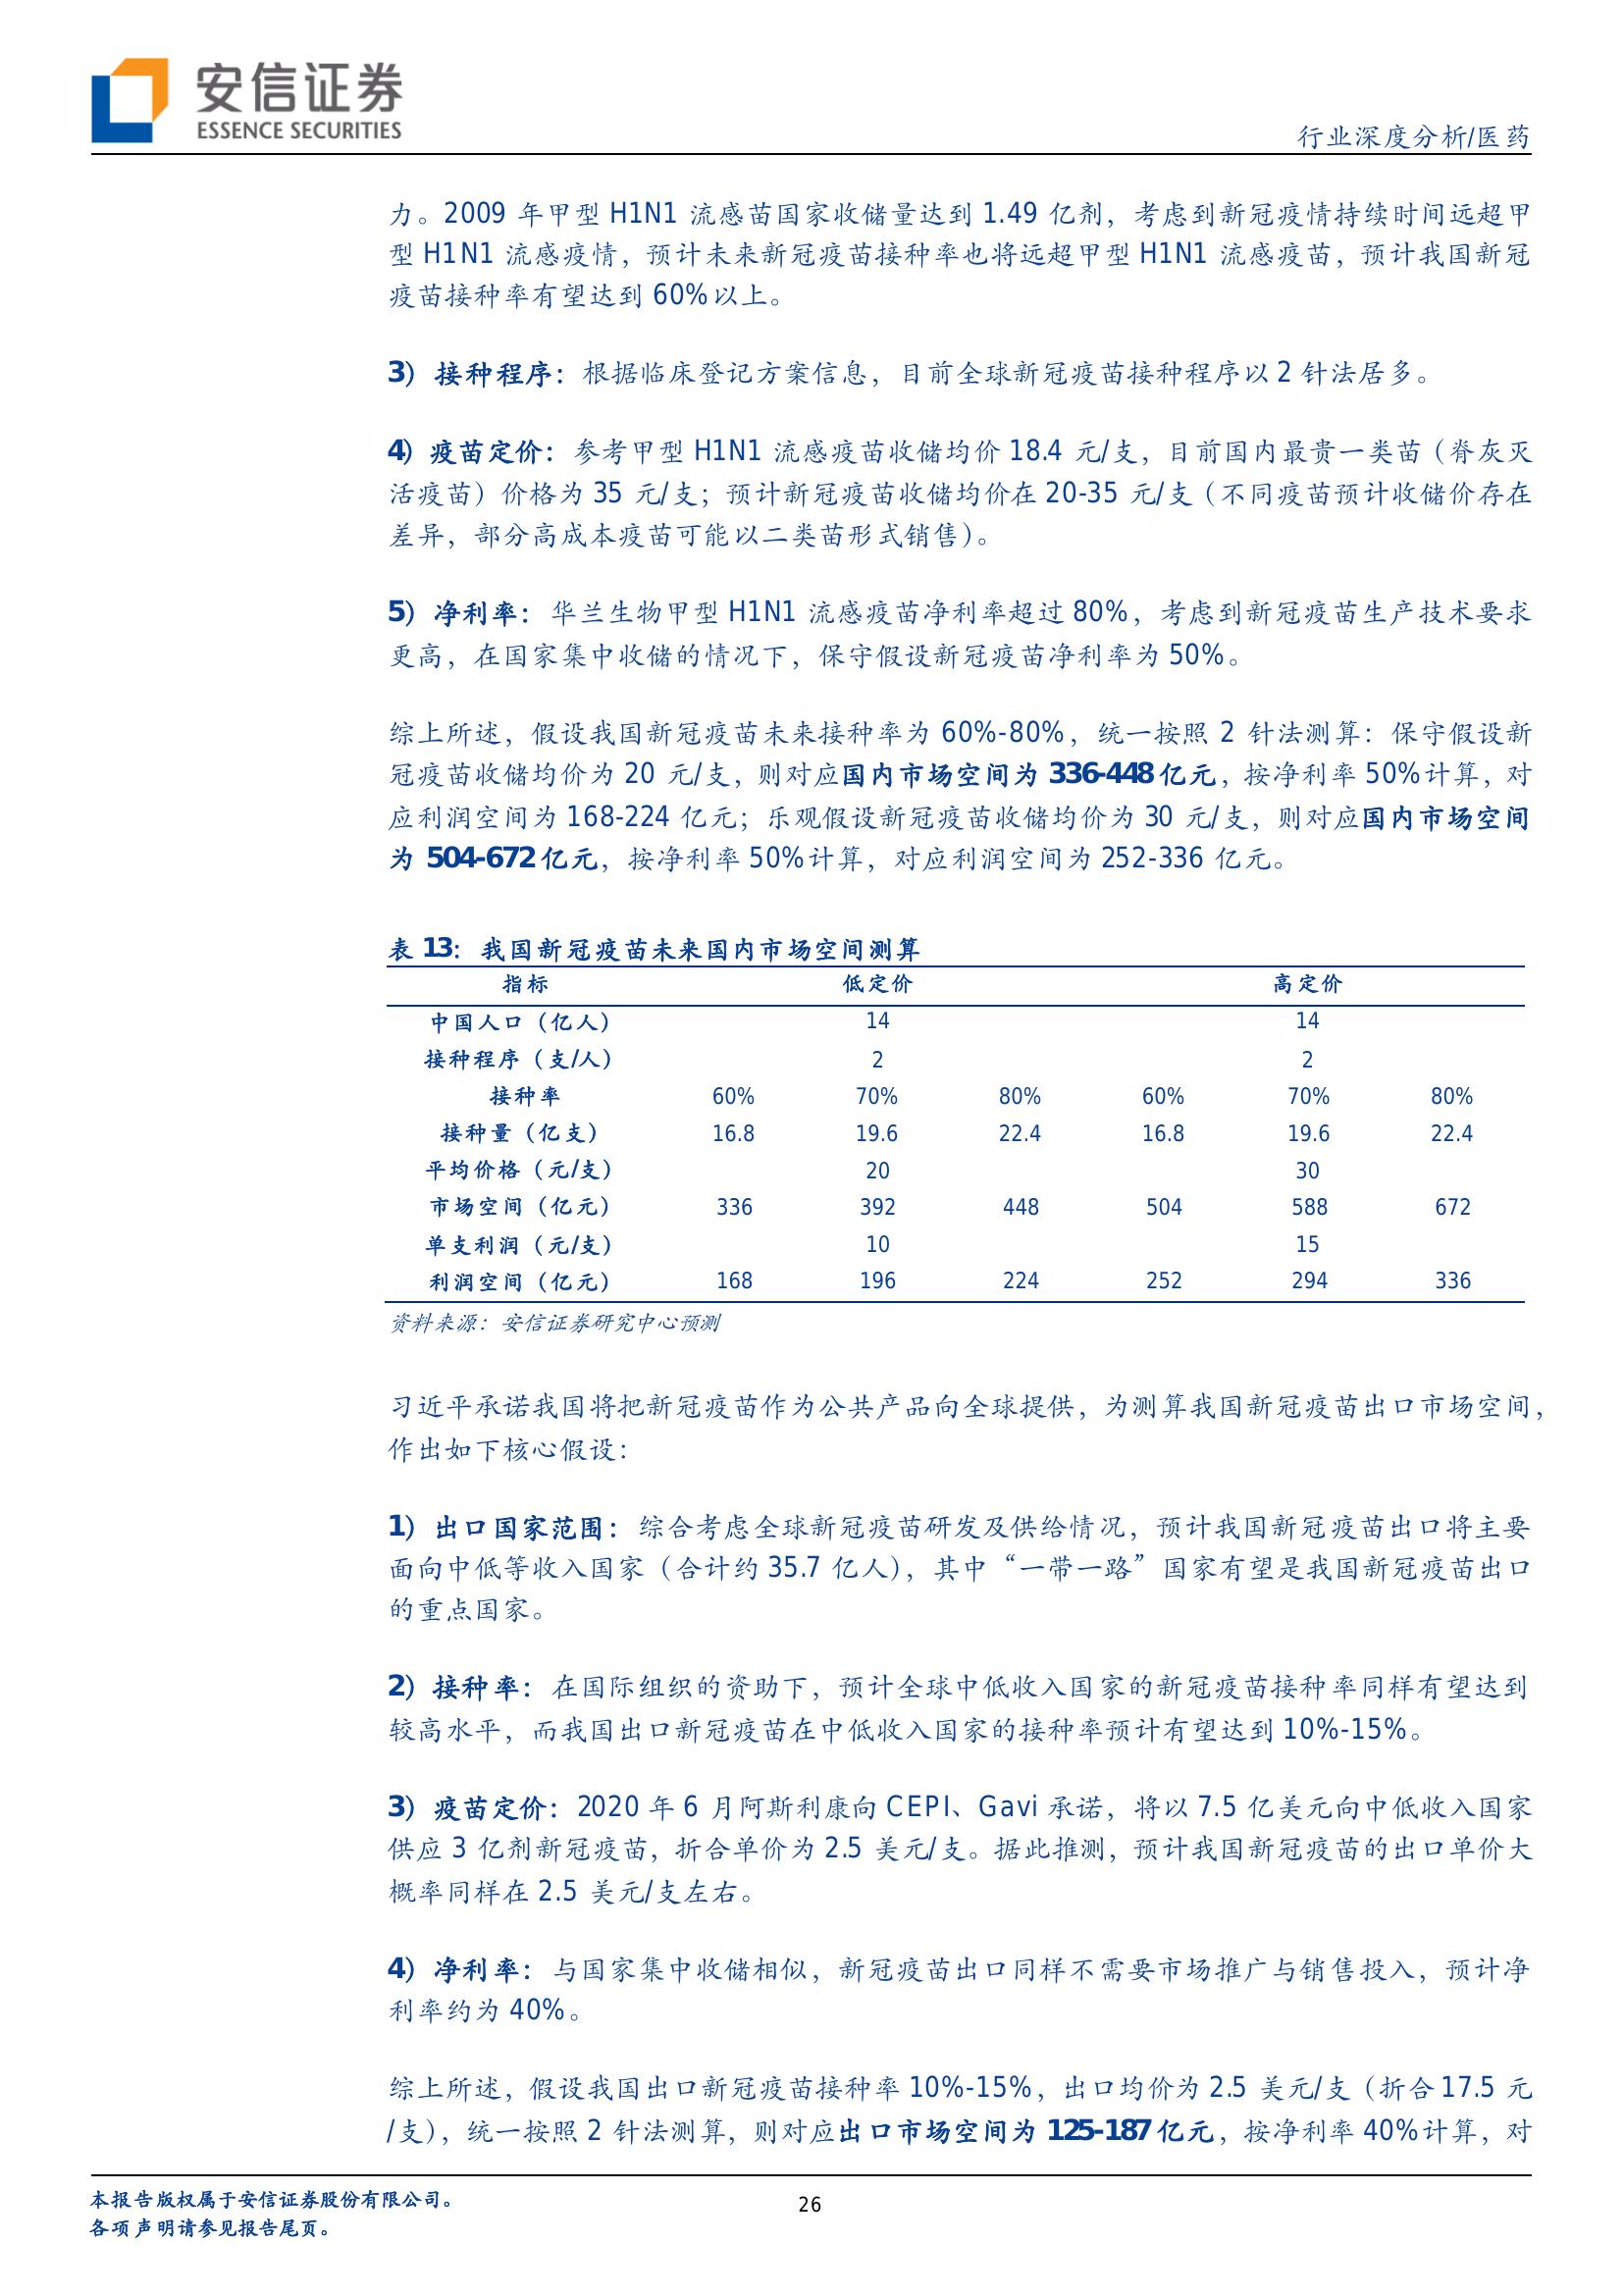 安信证券
ESSENCE SECURITIES
行业深度分析/医药
力。2009 年甲型 H1N1 流感苗国家收储量达到 1.49 亿剂，考虑到新冠疫情持续时间远超甲
型 H1N1 流感疫情，预计未来新冠疫苗接种率也将远超甲型 H1N1 流感疫苗，预计我国新冠
疫苗接种率有望达到 60%以上。
3）接种程序：根据临床登记方案信息，目前全球新冠疫苗接种程序以 2 针法居多。
4）疫苗定价：参考甲型 H1N1 流感疫苗收储均价 18.4 元/支，目前国内最贵一类苗（脊灰灭
活疫苗）价格为 35 元/支；预计新冠疫苗收储均价在 20-35 元/支（不同疫苗预计收储价存在
差异，部分高成本疫苗可能以二类苗形式销售）。
5）净利率：华兰生物甲型 H1N1 流感疫苗净利率超过 80%，考虑到新冠疫苗生产技术要求
更高，在国家集中收储的情况下，保守假设新冠疫苗净利率为 50%。
综上所述，假设我国新冠疫苗未来接种率为 60%-80%，统一按照 2 针法测算：保守假设新
冠疫苗收储均价为 20 元/支，则对应国内市场空间为 336-448 亿元，按净利率 50%计算，对
应利润空间为 168-224 亿元；乐观假设新冠疫苗收储均价为 30 元/支，则对应国内市场空间
为 504-672 亿元，按净利率 50%计算，对应利润空间为 252-336 亿元。
表 13：我国新冠疫苗未来国内市场空间测算
指标 低定价 高定价
中国人口（亿人） 14 14
接种程序（支/人） 2 2
接种率 60% 70% 80% 60% 70% 80%
接种量（亿支） 16.8 19.6 22.4 16.8 19.6 22.4
平均价格（元/支） 20 30
市场空间（亿元） 336 392 448 504 588 672
单支利润（元/支） 10 15
利润空间（亿元） 168 196 224 252 294 336
资料来源：安信证券研究中心预测
习近平承诺我国将把新冠疫苗作为公共产品向全球提供，为测算我国新冠疫苗出口市场空间，
作出如下核心假设：
1）出口国家范围：综合考虑全球新冠疫苗研发及供给情况，预计我国新冠疫苗出口将主要
面向中低等收入国家（合计约 35.7 亿人），其中“一带一路”国家有望是我国新冠疫苗出口
的重点国家。
2）接种率：在国际组织的资助下，预计全球中低收入国家的新冠疫苗接种率同样有望达到
较高水平，而我国出口新冠疫苗在中低收入国家的接种率预计有望达到 10%-15%。
3）疫苗定价：2020 年 6 月阿斯利康向 CEPI、Gavi 承诺，将以 7.5 亿美元向中低收入国家
供应 3 亿剂新冠疫苗，折合单价为 2.5 美元/支。据此推测，预计我国新冠疫苗的出口单价大
概率同样在 2.5 美元/支左右。
4）净利率：与国家集中收储相似，新冠疫苗出口同样不需要市场推广与销售投入，预计净
利率约为 40%。
综上所述，假设我国出口新冠疫苗接种率 10%-15%，出口均价为 2.5 美元/支（折合 17.5 元
/支），统一按照 2 针法测算，则对应出口市场空间为 125-187 亿元，按净利率 40%计算，对
本报告版权属于安信证券股份有限公司。
各项声明请参见报告尾页。
26